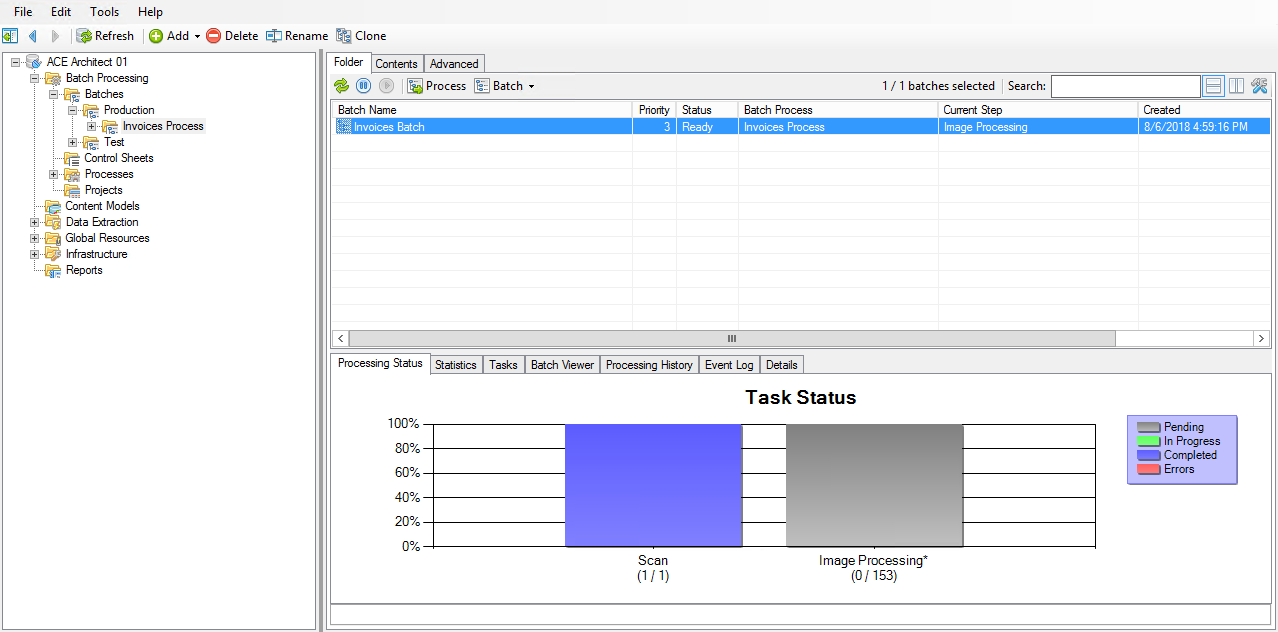 File Edit Tools Help
Refresh Add Delete Rename Clone
ACE Architect 01
Batch Processing
Batches
Production
Invoices Process
Test
Control Sheets
Processes
Projects
Content Models
Data Extraction
Global Resources
Infrastructure
Reports
Folder Contents Advanced
Process Batch 1 / 1 batches selected Search:
Batch Name Priority Status Batch Process Current Step Created
Invoices Batch 3 Ready Invoices Process Image Processing 8/6/2018 4:59:16 PM
Processing Status Statistics Tasks Batch Viewer Processing History Event Log Details
Task Status
100%
80%
60%
40%
20%
0%
Scan
(1 / 1)
Image Processing*
(0 / 153)
Pending
In Progress
Completed
Errors